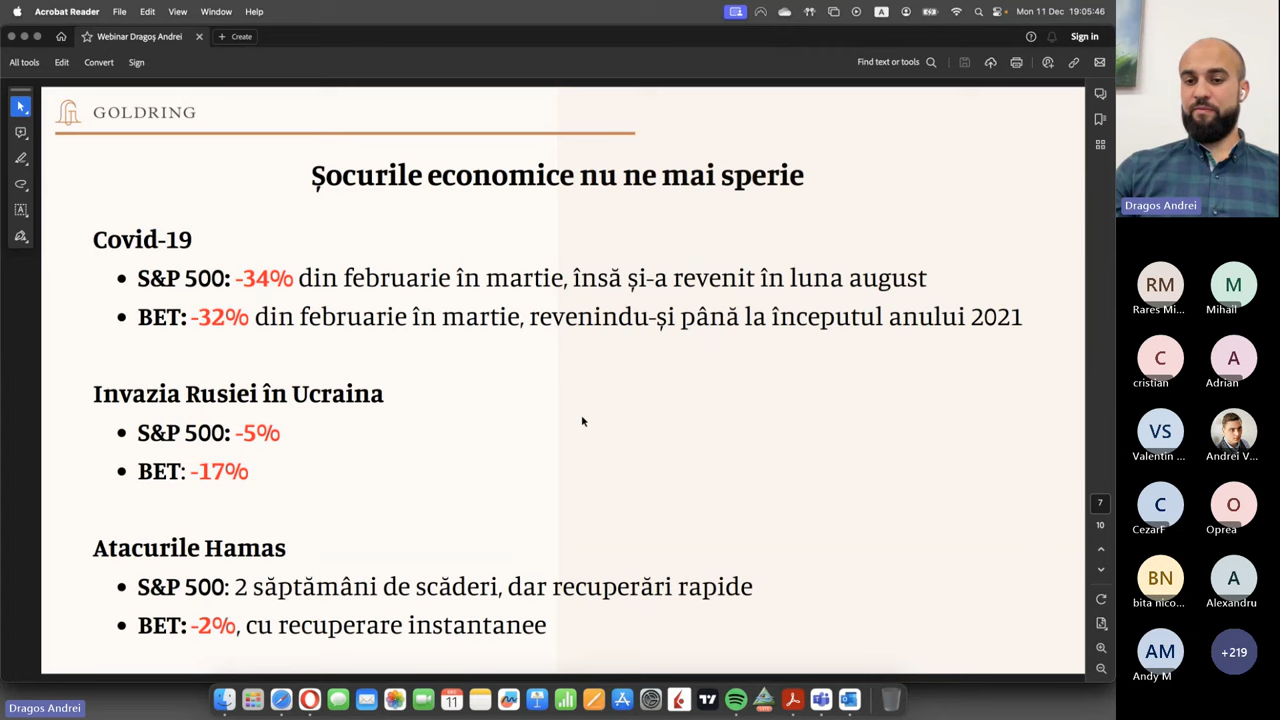 Acrobat Reader File Edit View Window Help
A
Mon 11 Dec 19:05:46
Webinar Dragoș Andrei
+ Create
Sign in
All tools Edit Convert Sign
Find text or tools
GOLDRING
Șocurile economice nu ne mai sperie
Covid-19
• S&P 500: -34% din februarie în martie, însă și-a revenit în luna august
• BET: -32% din februarie în martie, revenindu-și până la începutul anului 2021
Invazia Rusiei în Ucraina
• S&P 500: -5%
• BET: -17%
Atacurile Hamas
• S&P 500: 2 săptămâni de scăderi, dar recuperări rapide
• BET: -2%, cu recuperare instantanee
7
10
Dragos Andrei
RM
Rares Mi...
M
Mihail
C
cristian
A
Adrian
VS
Valentin ...
Andrei V...
C
CezarF
O
Oprea
BN
bita nico...
A
Alexandru
AM
Andy M
+219
DEC
11
Dragos Andrei